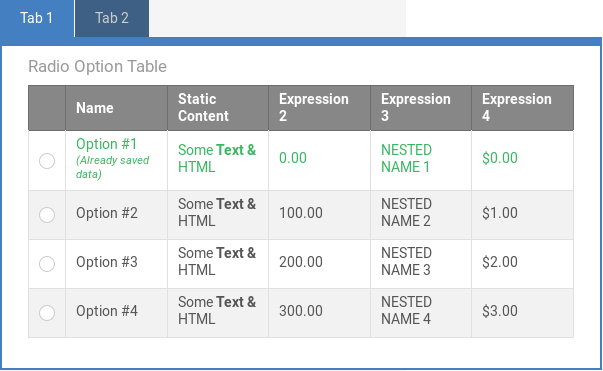 Tab 1 Tab 2
Radio Option Table
Name Static Content Expression 2 Expression 3 Expression 4
Option #1 (Already saved data) Some Text & HTML 0.00 NESTED NAME 1 $0.00
Option #2 Some Text & HTML 100.00 NESTED NAME 2 $1.00
Option #3 Some Text & HTML 200.00 NESTED NAME 3 $2.00
Option #4 Some Text & HTML 300.00 NESTED NAME 4 $3.00